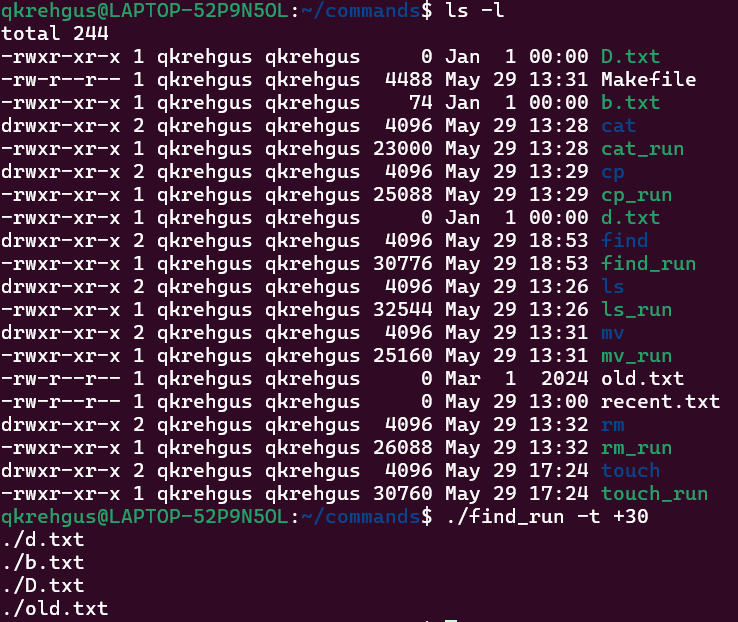 qkrehgus@LAPTOP-52P9N5OL:~/commands$ ls -l
total 244
-rwxr-xr-x 1 qkrehgus qkrehgus     0 Jan  1 00:00 D.txt
-rw-r--r-- 1 qkrehgus qkrehgus  4488 May 29 13:31 Makefile
-rwxr-xr-x 1 qkrehgus qkrehgus    74 Jan  1 00:00 b.txt
drwxr-xr-x 2 qkrehgus qkrehgus  4096 May 29 13:28 cat
-rwxr-xr-x 1 qkrehgus qkrehgus 23000 May 29 13:28 cat_run
drwxr-xr-x 2 qkrehgus qkrehgus  4096 May 29 13:29 cp
-rwxr-xr-x 1 qkrehgus qkrehgus 25088 May 29 13:29 cp_run
-rwxr-xr-x 1 qkrehgus qkrehgus     0 Jan  1 00:00 d.txt
drwxr-xr-x 2 qkrehgus qkrehgus  4096 May 29 18:53 find
-rwxr-xr-x 1 qkrehgus qkrehgus 30776 May 29 18:53 find_run
drwxr-xr-x 2 qkrehgus qkrehgus  4096 May 29 13:26 ls
-rwxr-xr-x 1 qkrehgus qkrehgus 32544 May 29 13:26 ls_run
drwxr-xr-x 2 qkrehgus qkrehgus  4096 May 29 13:31 mv
-rwxr-xr-x 1 qkrehgus qkrehgus 25160 May 29 13:31 mv_run
-rw-r--r-- 1 qkrehgus qkrehgus     0 Mar  1  2024 old.txt
-rw-r--r-- 1 qkrehgus qkrehgus     0 May 29 13:00 recent.txt
drwxr-xr-x 2 qkrehgus qkrehgus  4096 May 29 13:32 rm
-rwxr-xr-x 1 qkrehgus qkrehgus 26088 May 29 13:32 rm_run
drwxr-xr-x 2 qkrehgus qkrehgus  4096 May 29 17:24 touch
-rwxr-xr-x 1 qkrehgus qkrehgus 30760 May 29 17:24 touch_run
qkrehgus@LAPTOP-52P9N5OL:~/commands$ ./find_run -t +30
./d.txt
./b.txt
./D.txt
./old.txt